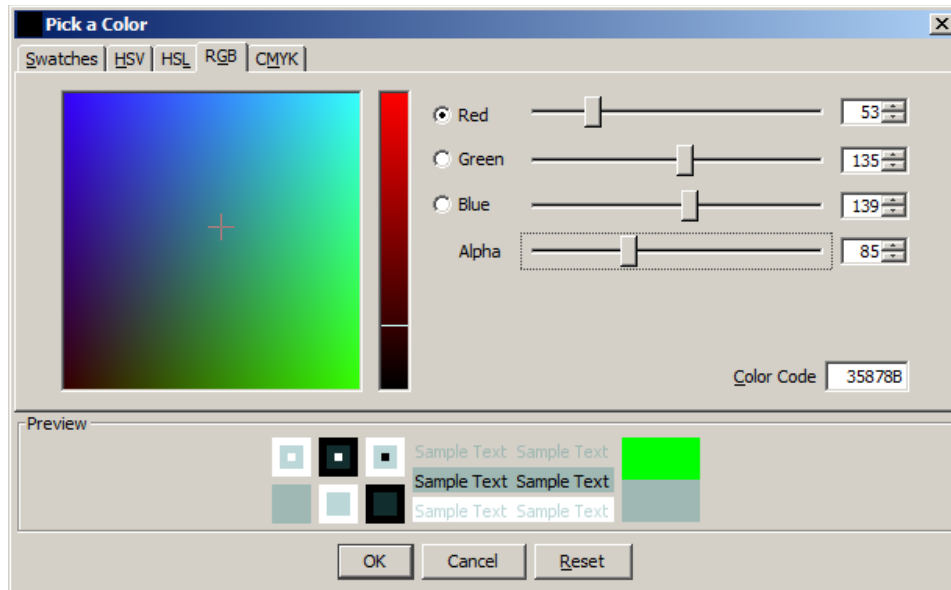 Pick a Color
Swatches HSV HSL RGB CMYK
Red 53
Green 135
Blue 139
Alpha 85
Color Code 35878B
Preview
Sample Text Sample Text
Sample Text Sample Text
Sample Text Sample Text
OK Cancel Reset